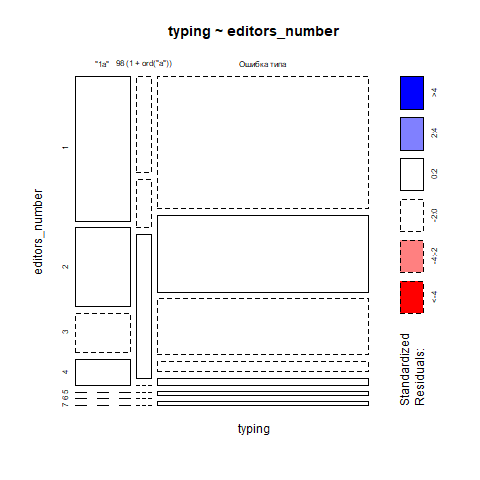 typing ~ editors_number
"1a" 98 (1 + ord("a")) Ошибка типа
editors_number
1
2
3
4
5
6
7
typing
Standardized
Residuals:
<-4
-4:-2
-2:0
0:2
2:4
>4